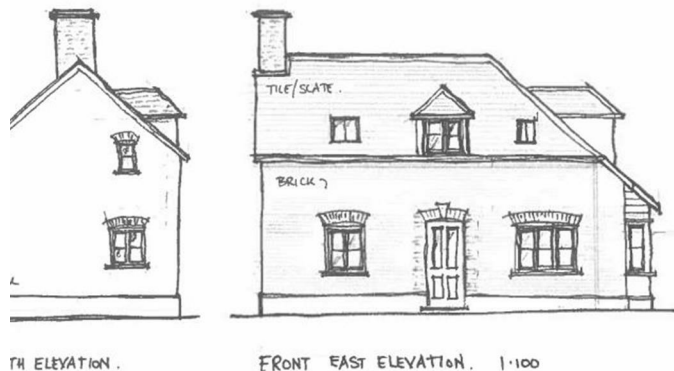 TILE/SLATE.
BRICK
TH ELEVATION.
FRONT EAST ELEVATION. 1:100